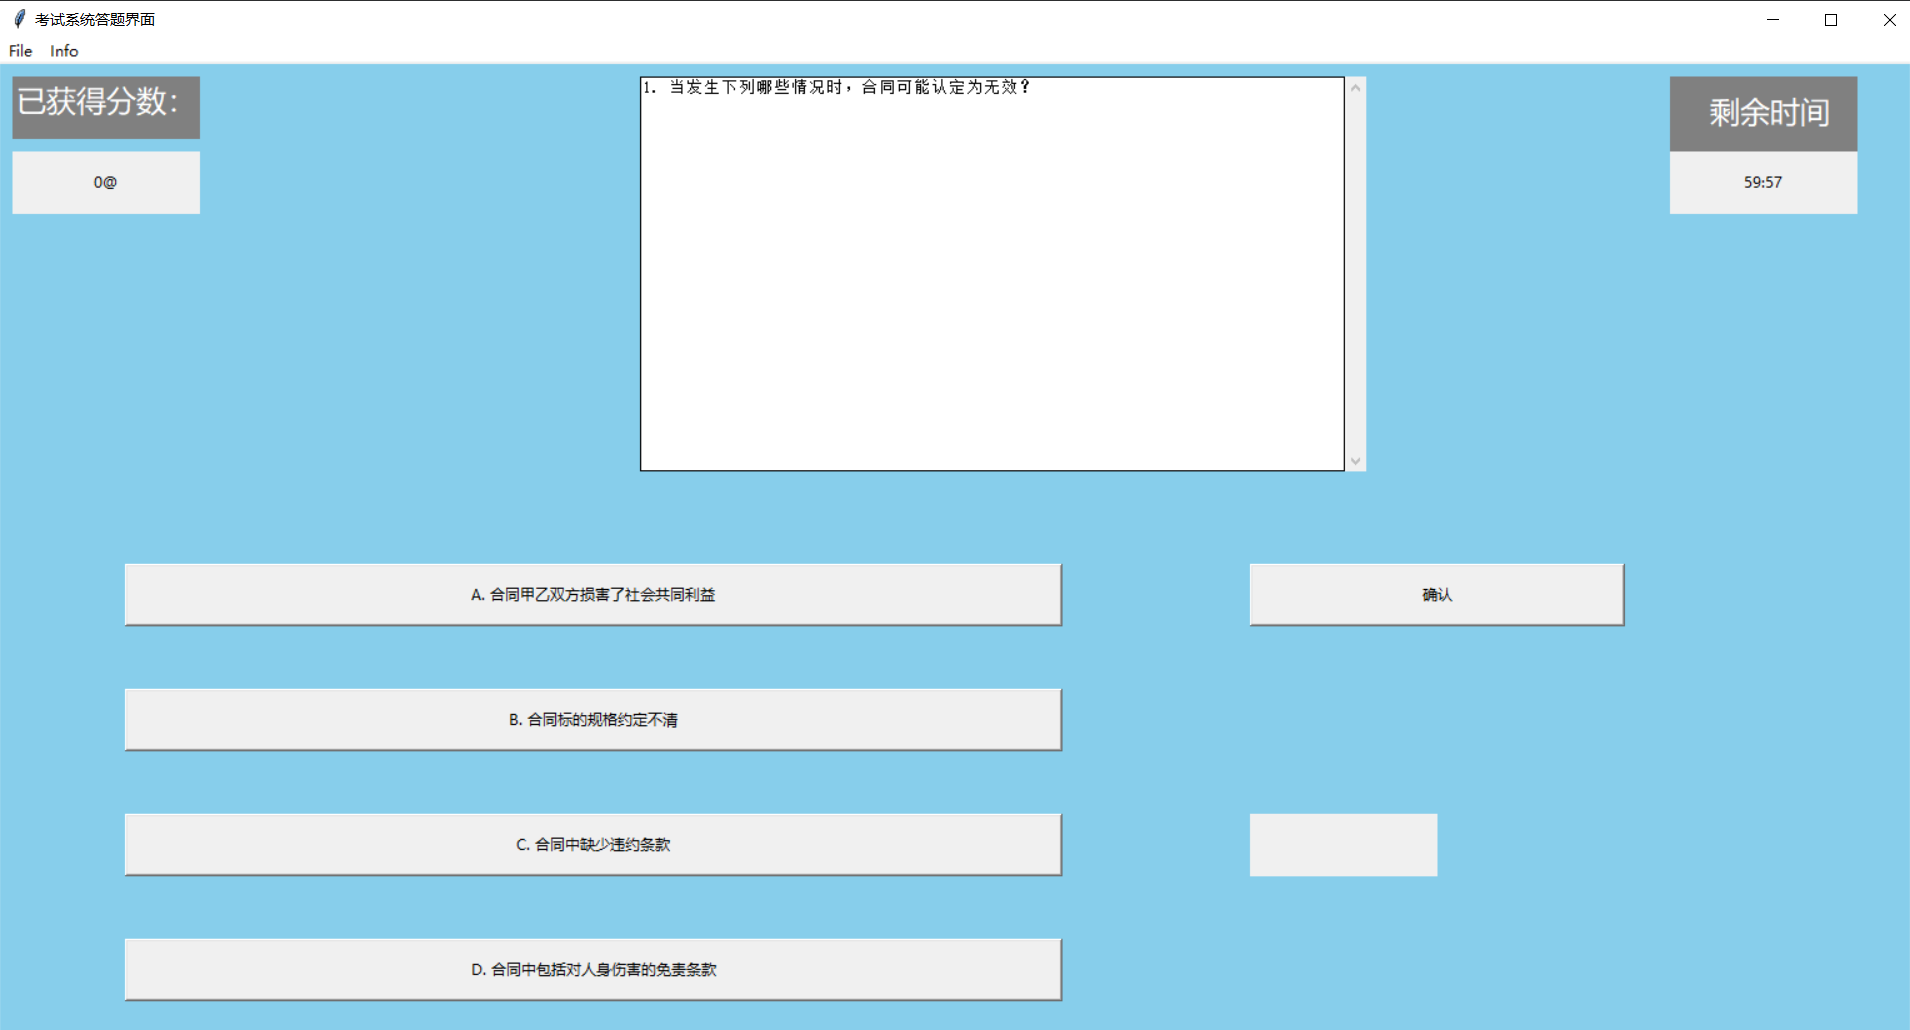 考试系统答题界面
File Info
已获得分数：
0@
1. 当发生下列哪些情况时，合同可能认定为无效？
剩余时间
59:57
A. 合同甲乙双方损害了社会共同利益
确认
B. 合同标的规格约定不清
C. 合同中缺少违约条款
D. 合同中包括对人身伤害的免责条款